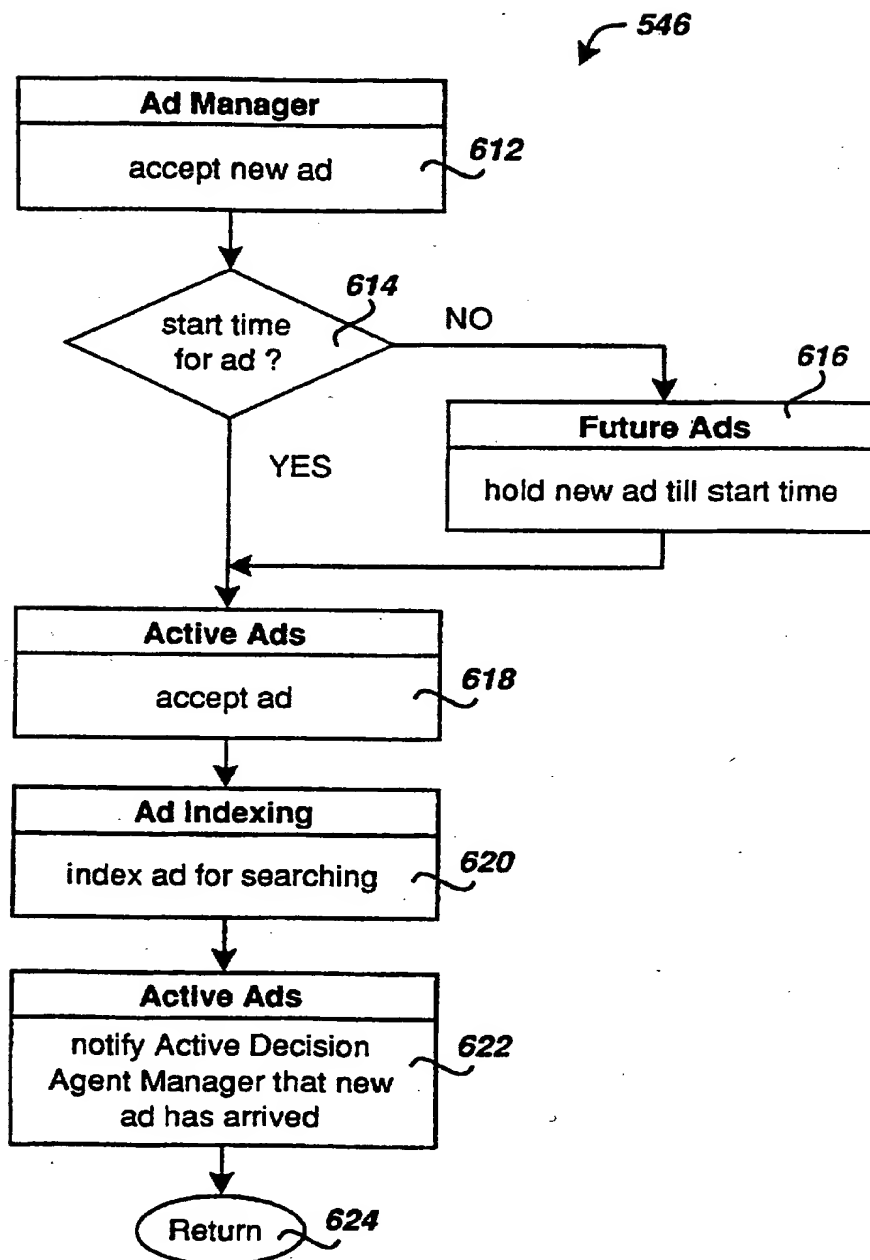 546
Ad Manager
accept new ad
612
start time
for ad ?
614
NO
616
Future Ads
hold new ad till start time
YES
Active Ads
accept ad
618
Ad Indexing
index ad for searching
620
Active Ads
notify Active Decision
Agent Manager that new
ad has arrived
622
Return
624